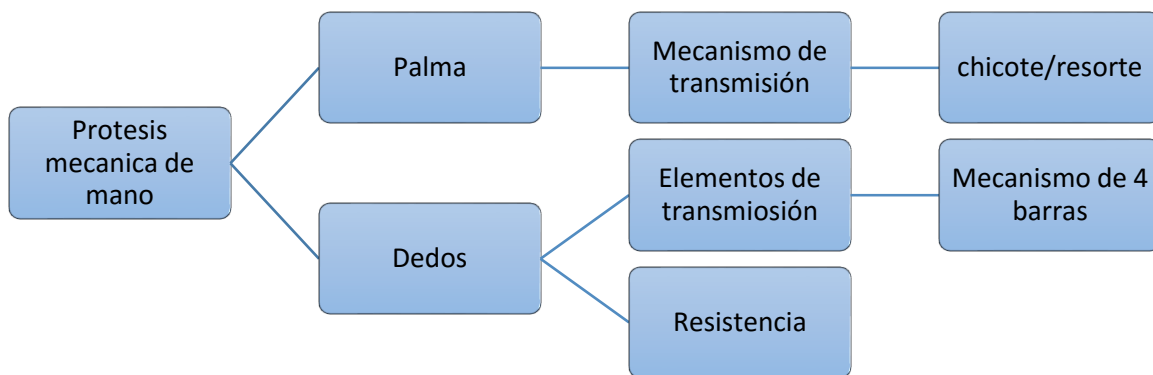 Protesis
mecanica de
mano
Palma
Mecanismo de
transmisión
chicote/resorte
Dedos
Elementos de
transmiosión
Mecanismo de 4
barras
Resistencia